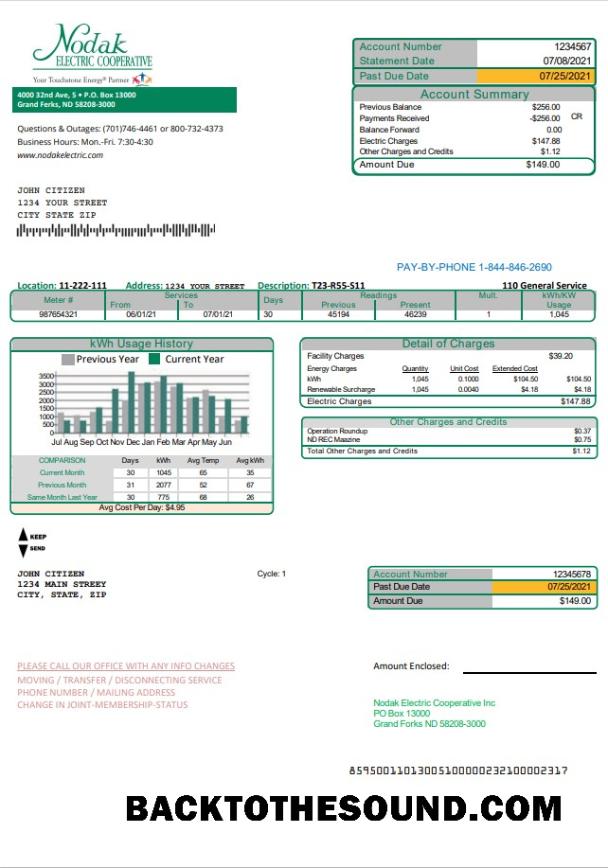 Nodak
ELECTRIC COOPERATIVE
Your Touchstone Energy® Partner
4000 32nd Ave, S • P.O. Box 13000
Grand Ferks, ND 58208-3000
Questions & Outages: (701)746-4461 or 800-732-4373
Business Hours: Mon.-Fri. 7:30-4:30
www.nodakelectric.com
Account Number 1234567
Statement Date 07/08/2021
Past Due Date 07/25/2021
Account Summary
Previous Balance $256.00
Payments Received -$256.00 CR
Balance Forward 0.00
Electric Charges $147.88
Other Charges and Credits $1.12
Amount Due $149.00
JOHN CITIZEN
1234 YOUR STREET
CITY STATE ZIP
PAY-BY-PHONE 1-844-846-2690
Location: 11-222-111 Address: 1234 YOUR STREET Description: T23-R55-S11 110 General Service
Meter # Services Days Readings Mult. kWh/KW
From To Previous Present Usage
987654321 06/01/21 07/01/21 30 45194 46239 1 1,045
kWh Usage History
Previous Year Current Year
3500
3000
2500
2000
1500
1000
500
0
Jul Aug Sep Oct Nov Dec Jan Feb Mar Apr May Jun
COMPARISON Days kWh Avg Temp Avg kWh
Current Month 30 1045 65 35
Previous Month 31 2077 52 67
Same Month Last Year 30 775 68 26
Avg Cost Per Day: $4.95
Detail of Charges
Facility Charges $39.20
Energy Charges Quantity Unit Cost Extended Cost
kWh 1,045 0.1000 $104.50 $104.50
Renewable Surcharge 1,045 0.0040 $4.18 $4.18
Electric Charges $147.88
Other Charges and Credits
Operation Roundup $0.37
ND REC Maazine $0.75
Total Other Charges and Credits $1.12
KEEP
SEND
JOHN CITIZEN
1234 MAIN STREEY
CITY, STATE, ZIP
Cycle: 1
Account Number 12345678
Past Due Date 07/25/2021
Amount Due $149.00
PLEASE CALL OUR OFFICE WITH ANY INFO CHANGES
MOVING / TRANSFER / DISCONNECTING SERVICE
PHONE NUMBER / MAILING ADDRESS
CHANGE IN JOINT-MEMBERSHIP-STATUS
Amount Enclosed:
Nodak Electric Cooperative Inc
PO Box 13000
Grand Forks ND 58208-3000
85950011013005100000232100002317
BACKTOTHESOUND.COM